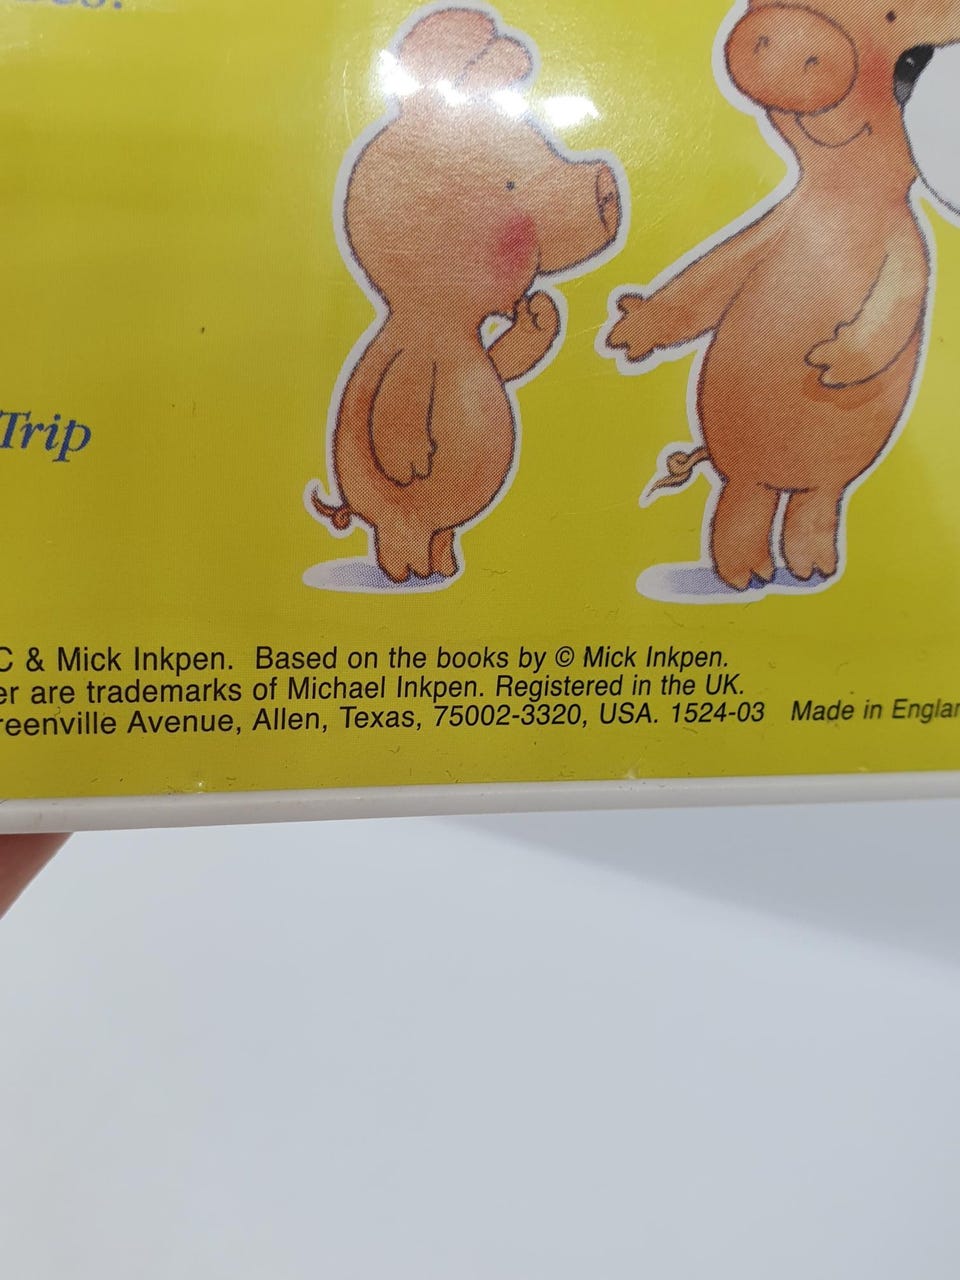 Trip
C & Mick Inkpen. Based on the books by © Mick Inkpen.
er are trademarks of Michael Inkpen. Registered in the UK.
reenville Avenue, Allen, Texas, 75002-3320, USA. 1524-03 Made in Englan